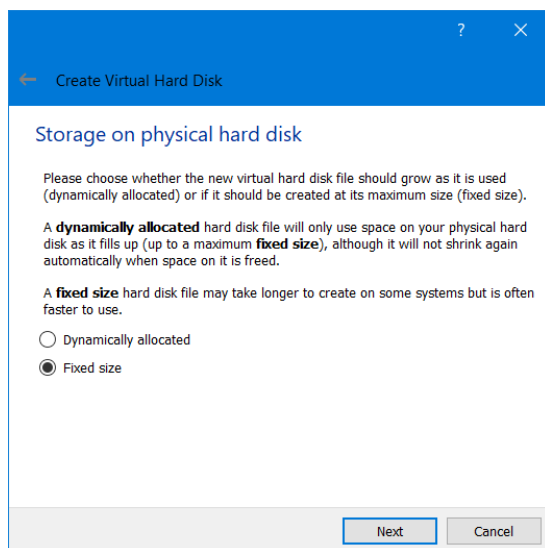 ?
Create Virtual Hard Disk
Storage on physical hard disk
Please choose whether the new virtual hard disk file should grow as it is used
(dynamically allocated) or if it should be created at its maximum size (fixed size).
A dynamically allocated hard disk file will only use space on your physical hard
disk as it fills up (up to a maximum fixed size), although it will not shrink again
automatically when space on it is freed.
A fixed size hard disk file may take longer to create on some systems but is often
faster to use.
Dynamically allocated
Fixed size
Next Cancel